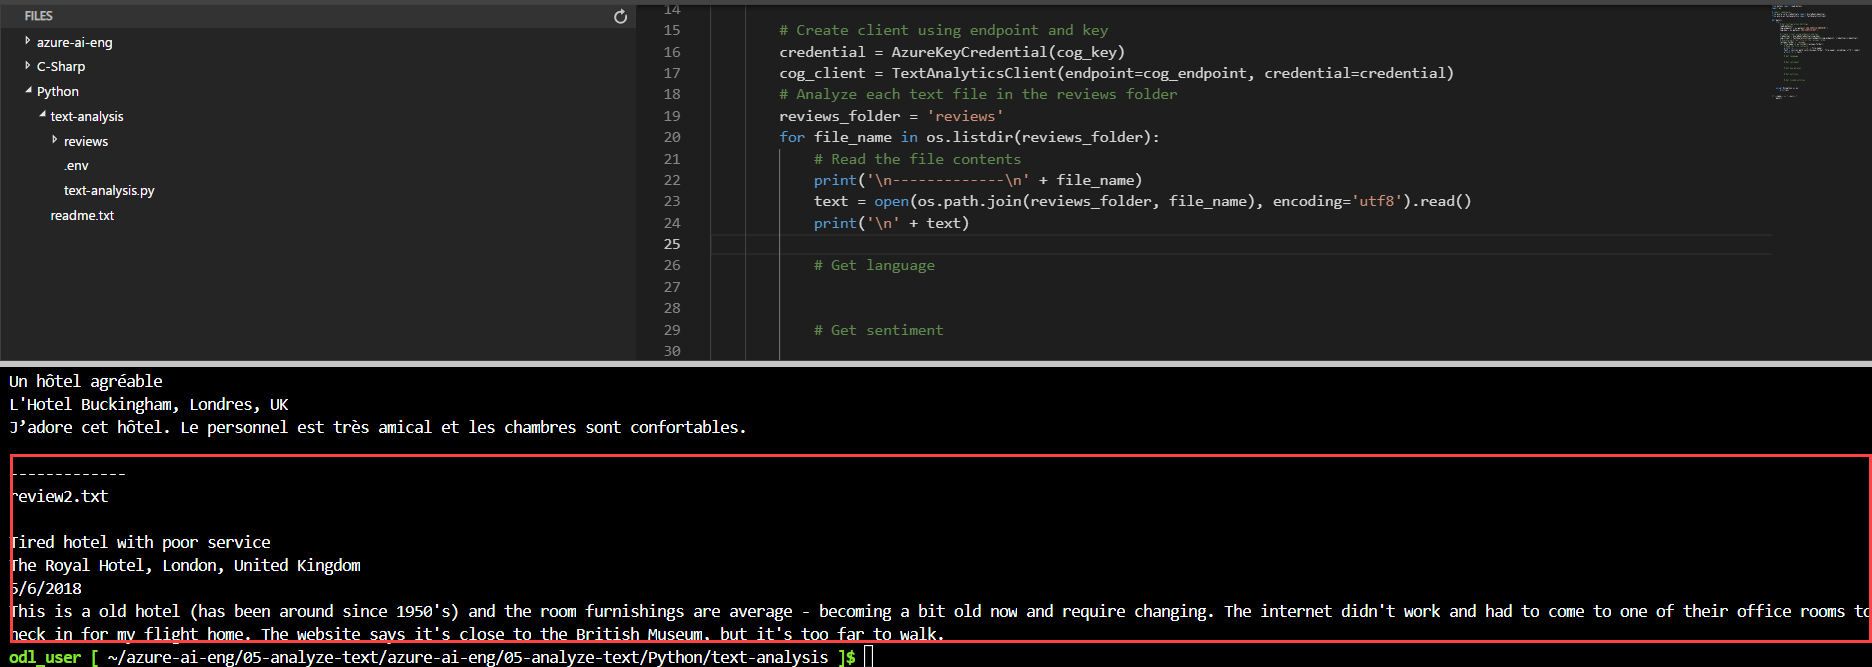 FILES
azure-ai-eng
C-Sharp
Python
text-analysis
reviews
.env
text-analysis.py
readme.txt
14
15 # Create client using endpoint and key
16 credential = AzureKeyCredential(cog_key)
17 cog_client = TextAnalyticsClient(endpoint=cog_endpoint, credential=credential)
18 # Analyze each text file in the reviews folder
19 reviews_folder = 'reviews'
20 for file_name in os.listdir(reviews_folder):
21 # Read the file contents
22 print('\n-------------\n' + file_name)
23 text = open(os.path.join(reviews_folder, file_name), encoding='utf8').read()
24 print('\n' + text)
25
26 # Get language
27
28
29 # Get sentiment
30
Un hôtel agréable
L'Hotel Buckingham, Londres, UK
J’adore cet hôtel. Le personnel est très amical et les chambres sont confortables.
-------------
review2.txt
Tired hotel with poor service
The Royal Hotel, London, United Kingdom
5/6/2018
This is a old hotel (has been around since 1950's) and the room furnishings are average - becoming a bit old now and require changing. The internet didn't work and had to come to one of their office rooms to
heck in for my flight home. The website says it's close to the British Museum, but it's too far to walk.
odl_user [ ~/azure-ai-eng/05-analyze-text/azure-ai-eng/05-analyze-text/Python/text-analysis ]$